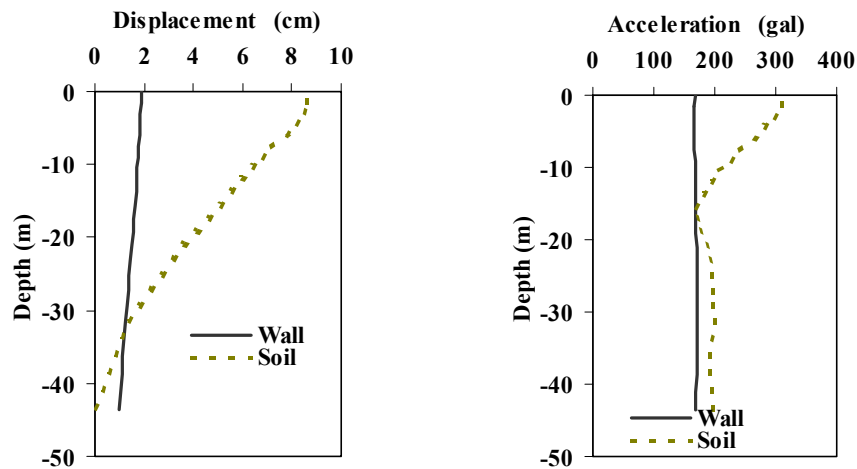 Displacement (cm)
0 2 4 6 8 10
0
-10
-20
-30
-40
-50
Depth (m)
Wall
Soil
Acceleration (gal)
0 100 200 300 400
0
-10
-20
-30
-40
-50
Depth (m)
Wall
Soil